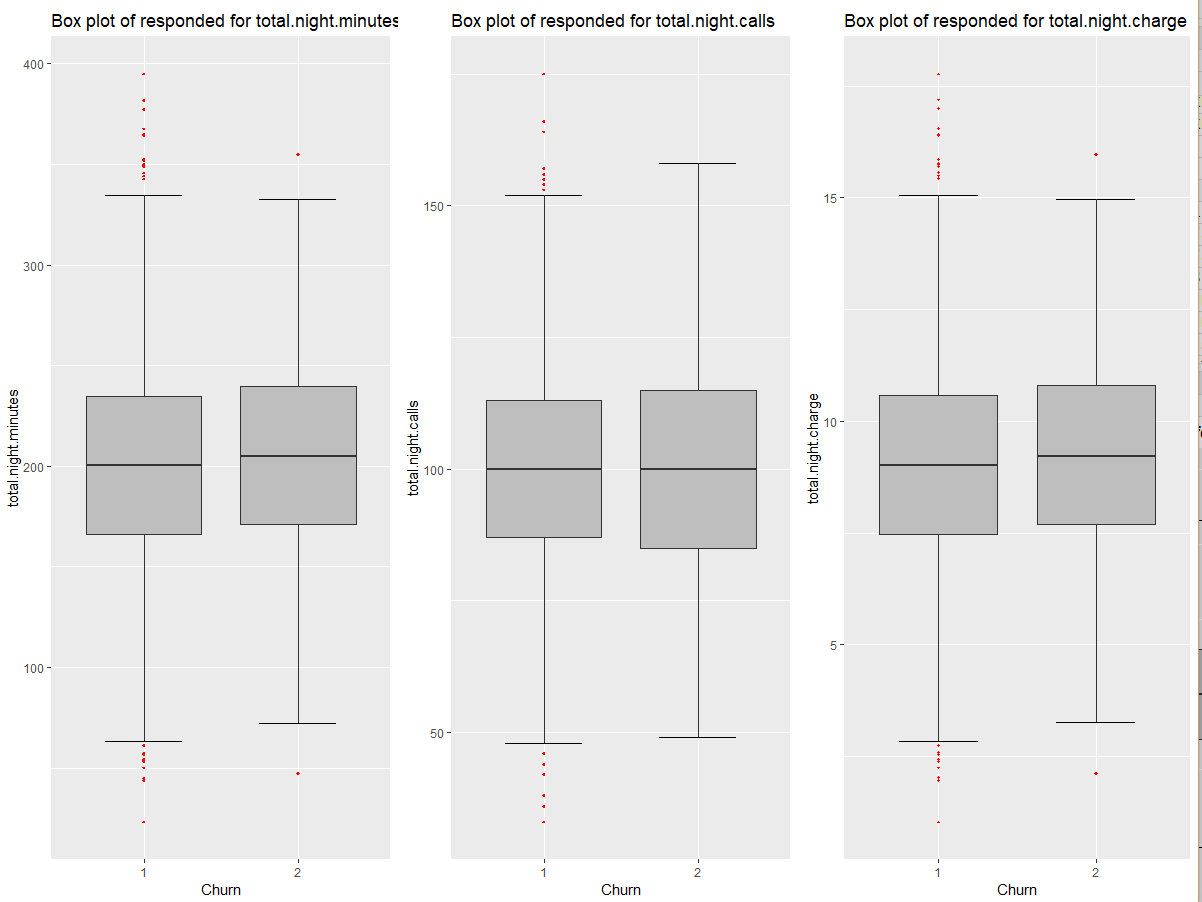 Box plot of responded for total.night.minutes
400
300
200
100
total.night.minutes
1
2
Churn
Box plot of responded for total.night.calls
150
100
50
total.night.calls
1
2
Churn
Box plot of responded for total.night.charge
15
10
5
total.night.charge
1
2
Churn